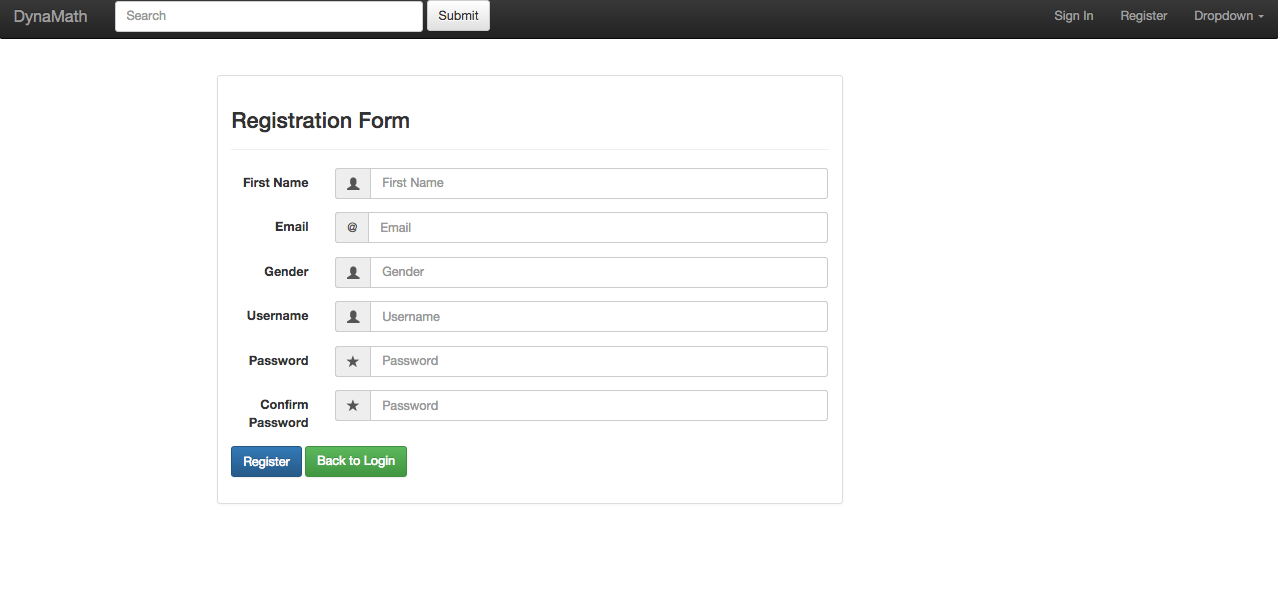 DynaMath Search Submit Sign In Register Dropdown
Registration Form
First Name First Name
Email @ Email
Gender Gender
Username Username
Password Password
Confirm Password
Password
Register Back to Login